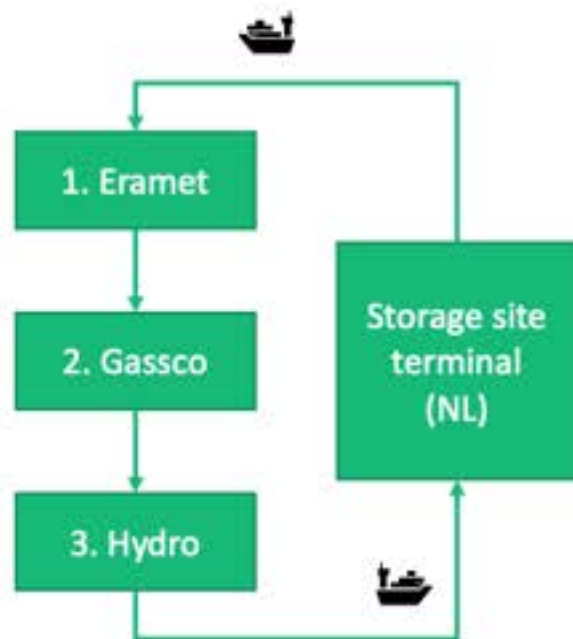 1. Eramet
2. Gassco
3. Hydro
Storage site
terminal
(NL)